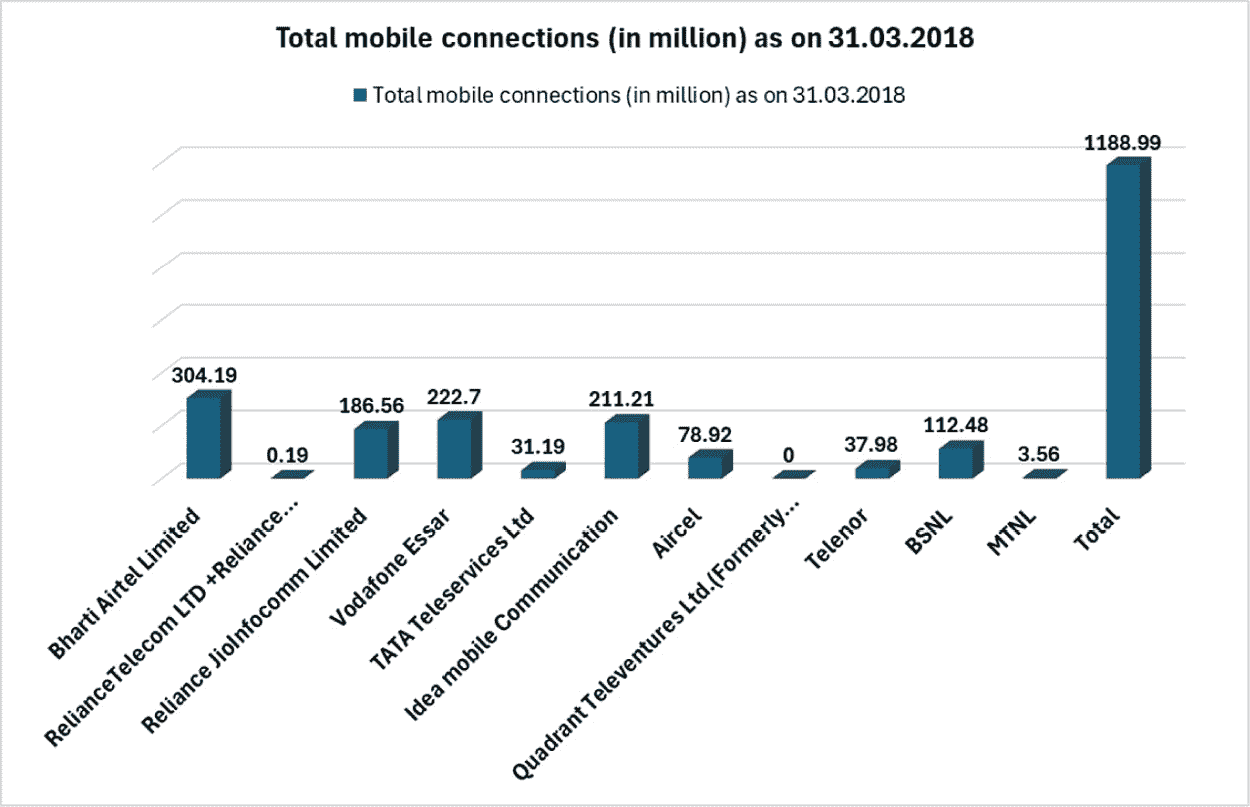 Total mobile connections (in million) as on 31.03.2018
Total mobile connections (in million) as on 31.03.2018
304.19
0.19
186.56
222.7
31.19
211.21
78.92
0
37.98
112.48
3.56
1188.99
Bharti Airtel Limited
RelianceTelecom LTD +Reliance...
Reliance JioInfocomm Limited
Vodafone Essar
TATA Teleservices Ltd
Idea mobile Communication
Aircel
Quadrant Televentures Ltd.(Formerly...
Telenor
BSNL
MTNL
Total